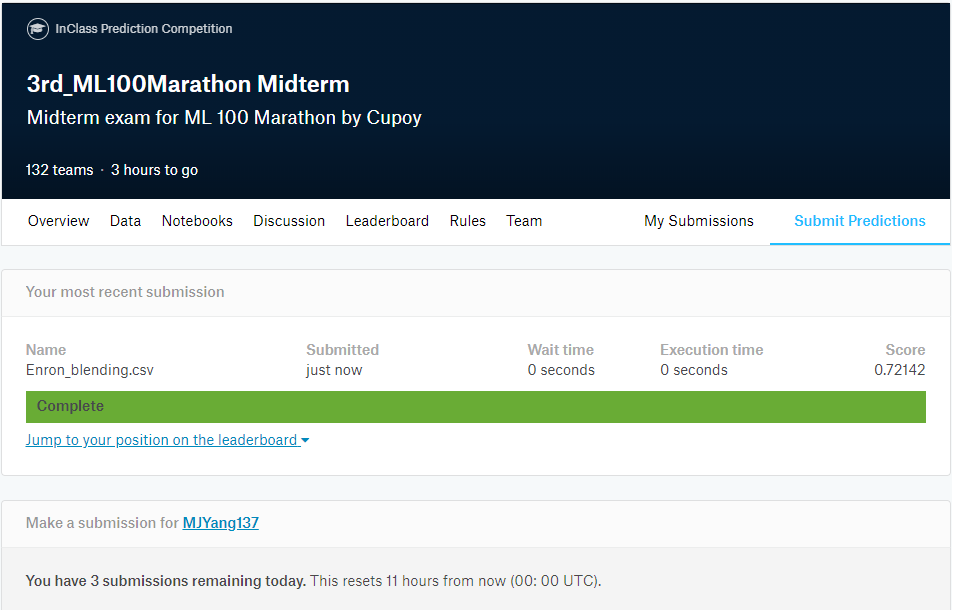 InClass Prediction Competition
3rd_ML100Marathon Midterm
Midterm exam for ML 100 Marathon by Cupoy
132 teams · 3 hours to go
Overview Data Notebooks Discussion Leaderboard Rules Team My Submissions Submit Predictions
Your most recent submission
Name Submitted Wait time Execution time Score
Enron_blending.csv just now 0 seconds 0 seconds 0.72142
Complete
Jump to your position on the leaderboard
Make a submission for MJYang137
You have 3 submissions remaining today. This resets 11 hours from now (00: 00 UTC).